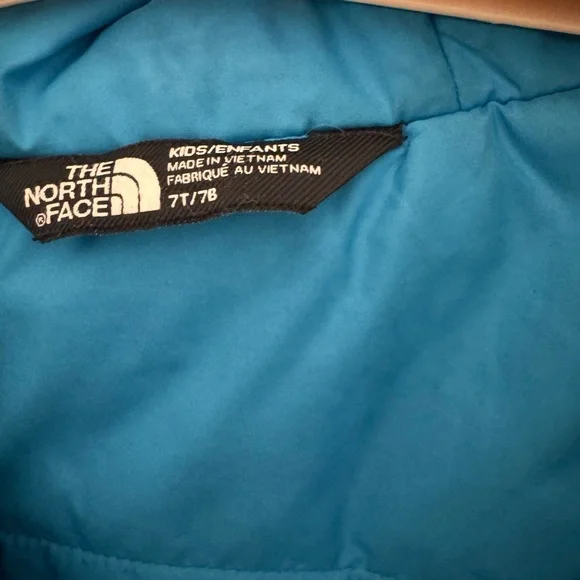 THE
NORTH
®FACE
KIDS/ENFANTS
MADE IN VIETNAM
FABRIQUÉ AU VIETNAM
7T/7B